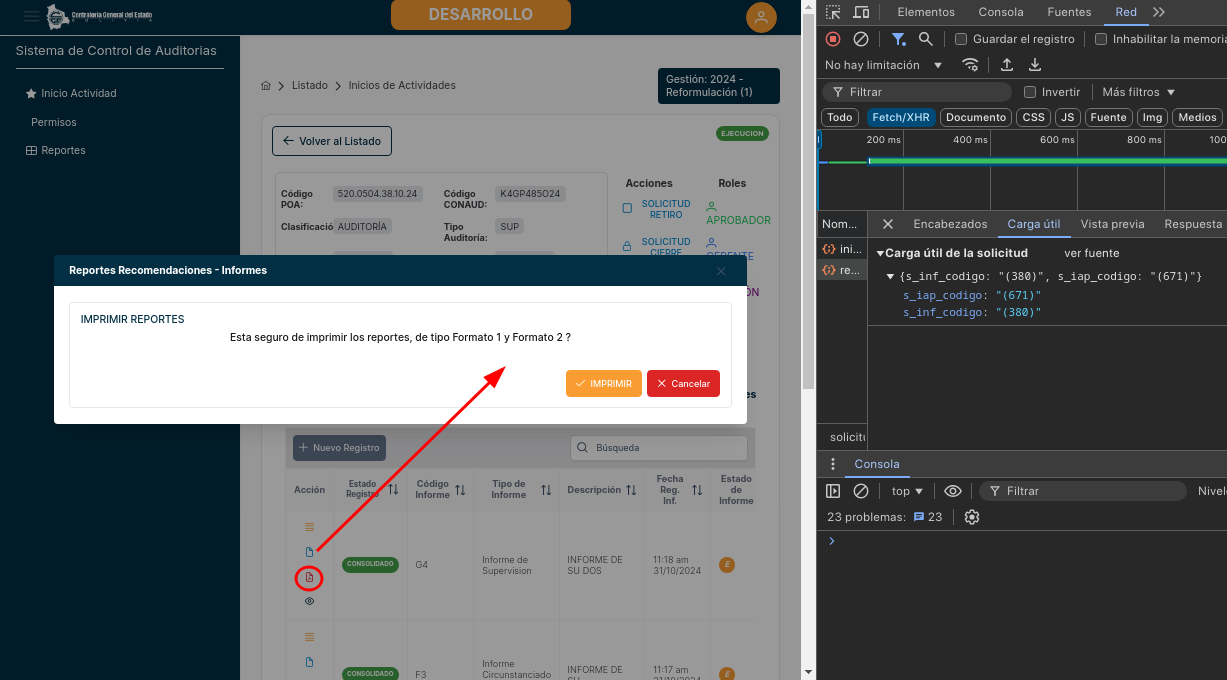 Contraloría General del Estado
BOLIVIA
DESARROLLO
Sistema de Control de Auditorias
Inicio Actividad
Permisos
Reportes
Listado
Inicios de Actividades
Gestión: 2024 -
Reformulación (1)
Volver al Listado
EJECUCION
Código
POA:
520.0504.38.10.24
Código
CONAUD:
K4GP485O24
Clasificació
AUDITORÍA
Tipo
Auditoría:
SUP
Acciones
Roles
SOLICITUD
RETIRO
APROBADOR
SOLICITUD
CIERRE
GERENTE
ÓN
Reportes Recomendaciones - Informes
IMPRIMIR REPORTES
Esta seguro de imprimir los reportes, de tipo Formato 1 y Formato 2 ?
IMPRIMIR
Cancelar
es
Nuevo Registro
Búsqueda
Acción
Estado
Registro
Código
Informe
Tipo de
Informe
Descripción
Fecha
Reg.
Inf.
Estado
de
Informe
CONSOLIDADO
G4
Informe de
Supervision
INFORME DE
SU DOS
11:18 am
31/10/2024
E
CONSOLIDADO
F3
Informe
Circunstanciado
INFORME DE
SU
11:17 am
31/10/2024
E
Elementos
Consola
Fuentes
Red
Guardar el registro
Inhabilitar la memoria
No hay limitación
Filtrar
Invertir
Más filtros
Todo
Fetch/XHR
Documento
CSS
JS
Fuente
Img
Medios
200 ms
400 ms
600 ms
800 ms
100
Nom...
Encabezados
Carga útil
Vista previa
Respuesta
ini...
re...
Carga útil de la solicitud
ver fuente
{s_inf_codigo: "(380)", s_iap_codigo: "(671)"}
s_iap_codigo: "(671)"
s_inf_codigo: "(380)"
solicitu
Consola
top
Filtrar
Nivel
23 problemas:
23